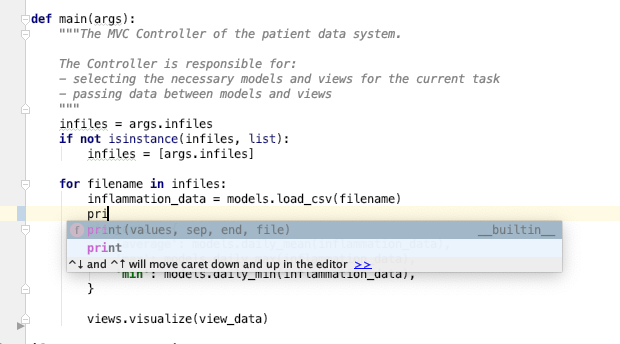 def main(args):
"""The MVC Controller of the patient data system.
The Controller is responsible for:
- selecting the necessary models and views for the current task
- passing data between models and views
"""
infiles = args.infiles
if not isinstance(infiles, list):
infiles = [args.infiles]
for filename in infiles:
inflammation_data = models.load_csv(filename)
pri
f print(values, sep, end, file) __builtin__
print
^↓ and ^↑ will move caret down and up in the editor >>
"min": models.daily_min(inflammation_data),
}
views.visualize(view_data)